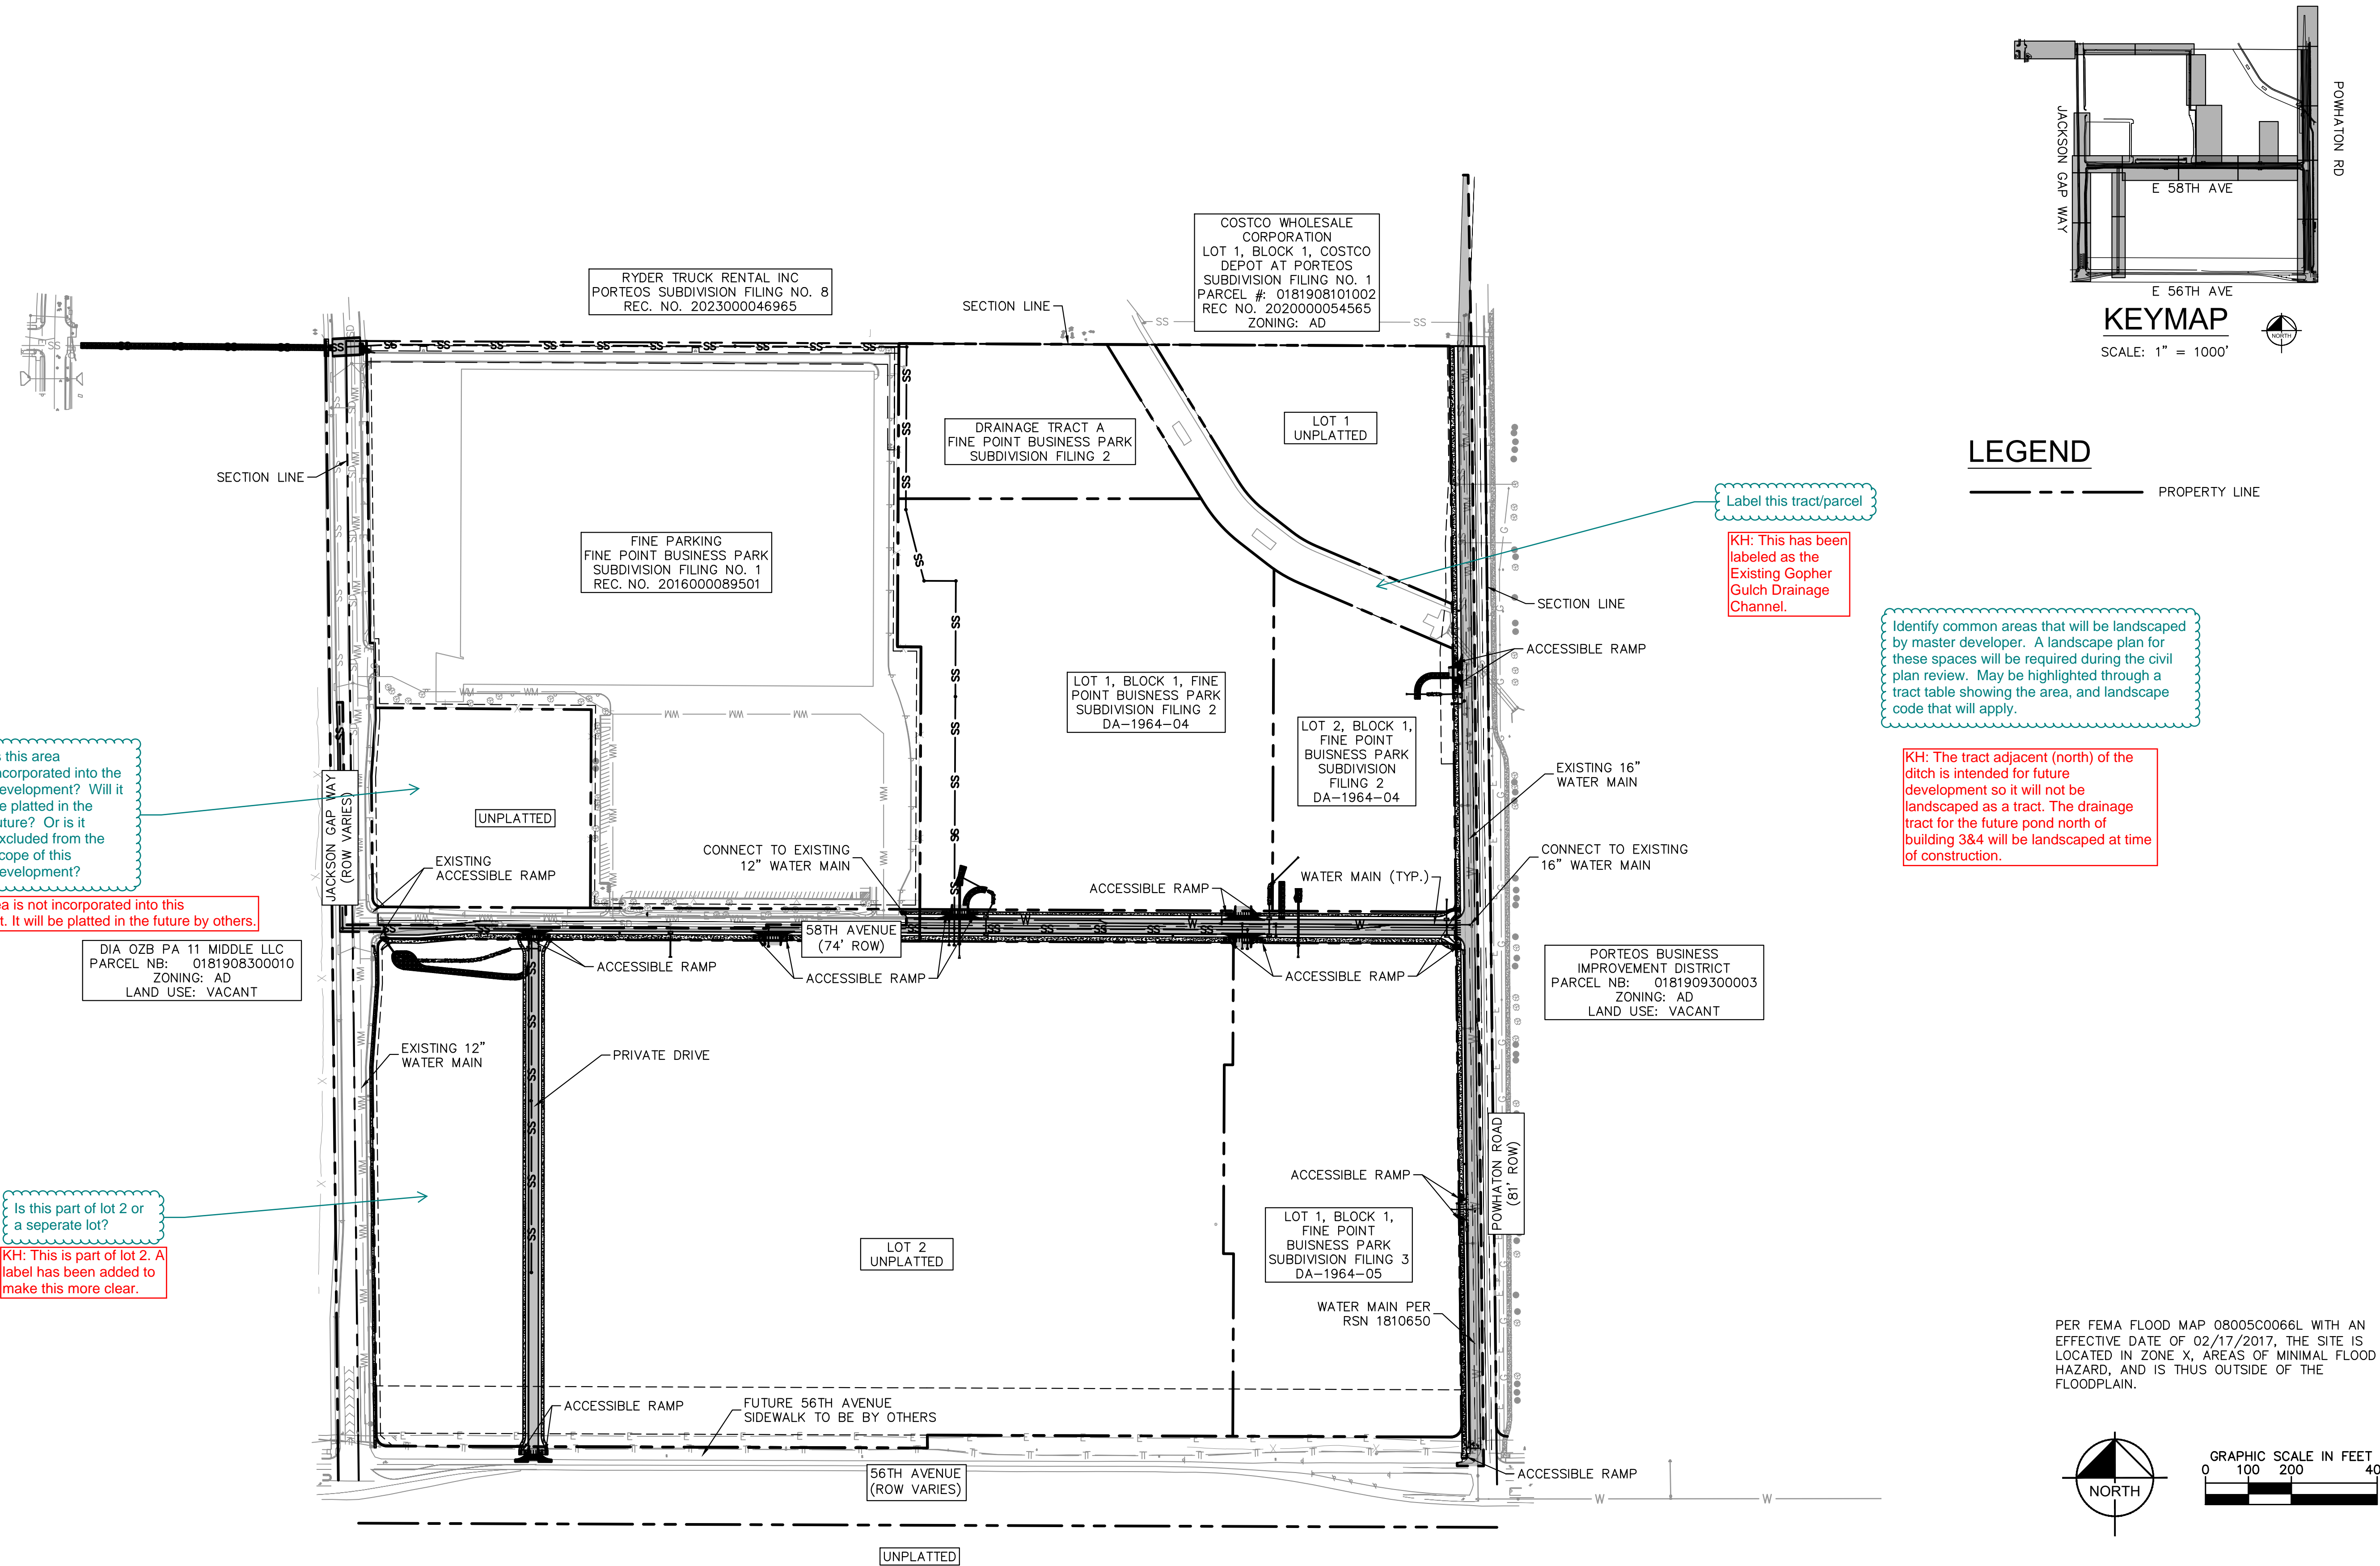 POWHATON RD
JACKSON GAP WAY
E 58TH AVE
E 56TH AVE
KEYMAP
NORTH
SCALE: 1" = 1000'
COSTCO WHOLESALE
CORPORATION
LOT 1, BLOCK 1, COSTCO
DEPOT AT PORTEOS
SUBDIVISION FILING NO. 1
PARCEL #: 0181908101002
REC NO. 2020000054565
ZONING: AD
RYDER TRUCK RENTAL INC
PORTEOS SUBDIVISION FILING NO. 8
REC. NO. 2023000046965
SECTION LINE
LEGEND
PROPERTY LINE
DRAINAGE TRACT A
FINE POINT BUSINESS PARK
SUBDIVISION FILING 2
LOT 1
UNPLATTED
SECTION LINE
Label this tract/parcel
KH: This has been
labeled as the
Existing Gopher
Gulch Drainage
Channel.
FINE PARKING
FINE POINT BUSINESS PARK
SUBDIVISION FILING NO. 1
REC. NO. 2016000089501
SECTION LINE
ACCESSIBLE RAMP
Identify common areas that will be landscaped
by master developer. A landscape plan for
these spaces will be required during the civil
plan review. May be highlighted through a
tract table showing the area, and landscape
code that will apply.
LOT 1, BLOCK 1, FINE
POINT BUISNESS PARK
SUBDIVISION FILING 2
DA-1964-04
LOT 2, BLOCK 1,
FINE POINT
BUISNESS PARK
SUBDIVISION
FILING 2
DA-1964-04
KH: The tract adjacent (north) of the
ditch is intended for future
development so it will not be
landscaped as a tract. The drainage
tract for the future pond north of
building 3&4 will be landscaped at time
of construction.
s this area
ncorporated into the
evelopment? Will it
e platted in the
uture? Or is it
xcluded from the
cope of this
evelopment?
ea is not incorporated into this
t. It will be platted in the future by others.
JACKSON GAP WAY
(ROW VARIES)
UNPLATTED
EXISTING
ACCESSIBLE RAMP
CONNECT TO EXISTING
12" WATER MAIN
EXISTING 16"
WATER MAIN
CONNECT TO EXISTING
16" WATER MAIN
WATER MAIN (TYP.)
ACCESSIBLE RAMP
58TH AVENUE
(74' ROW)
DIA OZB PA 11 MIDDLE LLC
PARCEL NB: 0181908300010
ZONING: AD
LAND USE: VACANT
ACCESSIBLE RAMP
ACCESSIBLE RAMP
ACCESSIBLE RAMP
PORTEOS BUSINESS
IMPROVEMENT DISTRICT
PARCEL NB: 0181909300003
ZONING: AD
LAND USE: VACANT
EXISTING 12"
WATER MAIN
PRIVATE DRIVE
Is this part of lot 2 or
a seperate lot?
KH: This is part of lot 2. A
label has been added to
make this more clear.
LOT 2
UNPLATTED
ACCESSIBLE RAMP
POWHATON ROAD
(81' ROW)
LOT 1, BLOCK 1,
FINE POINT
BUISNESS PARK
SUBDIVISION FILING 3
DA-1964-05
WATER MAIN PER
RSN 1810650
ACCESSIBLE RAMP
FUTURE 56TH AVENUE
SIDEWALK TO BE BY OTHERS
56TH AVENUE
(ROW VARIES)
ACCESSIBLE RAMP
UNPLATTED
PER FEMA FLOOD MAP 08005C0066L WITH AN
EFFECTIVE DATE OF 02/17/2017, THE SITE IS
LOCATED IN ZONE X, AREAS OF MINIMAL FLOOD
HAZARD, AND IS THUS OUTSIDE OF THE
FLOODPLAIN.
NORTH
GRAPHIC SCALE IN FEET
0 100 200 40